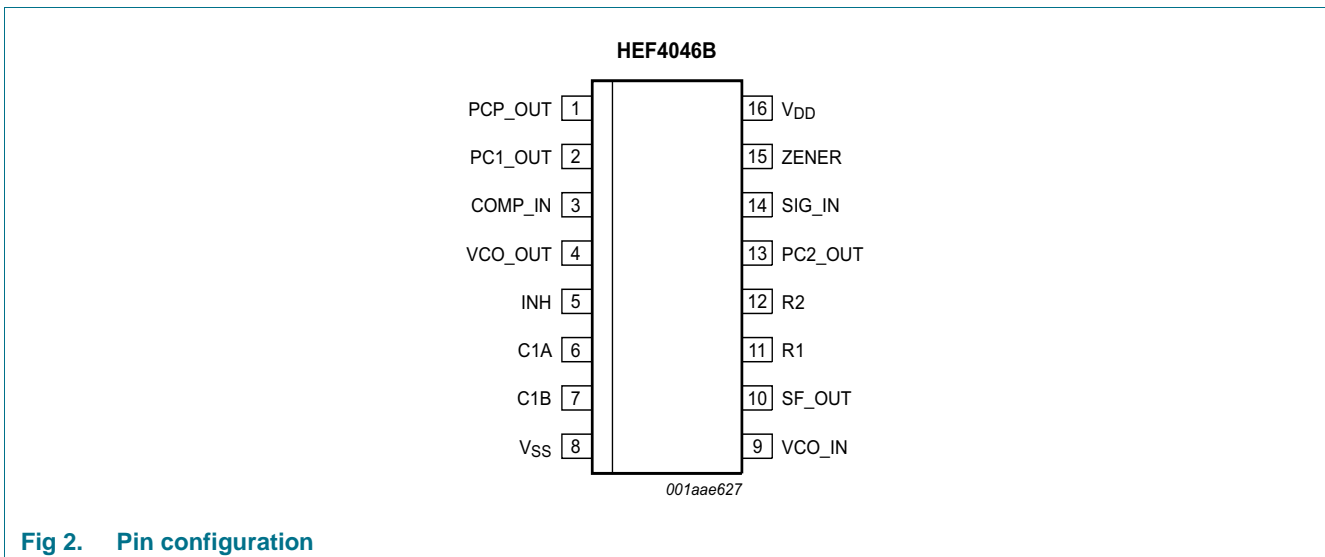 HEF4046B
PCP_OUT 1 16 VDD
PC1_OUT 2 15 ZENER
COMP_IN 3 14 SIG_IN
VCO_OUT 4 13 PC2_OUT
INH 5 12 R2
C1A 6 11 R1
C1B 7 10 SF_OUT
VSS 8 9 VCO_IN
001aae627
Fig 2. Pin configuration